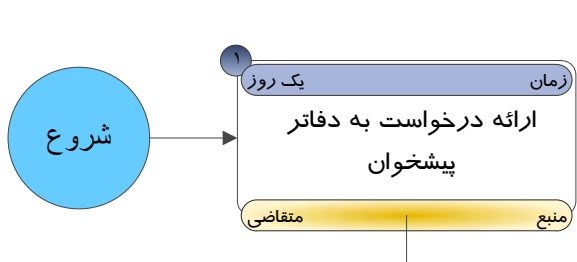 شروع
۱
زمان یک روز
ارائه درخواست به دفاتر
پیشخوان
منبع متقاضی